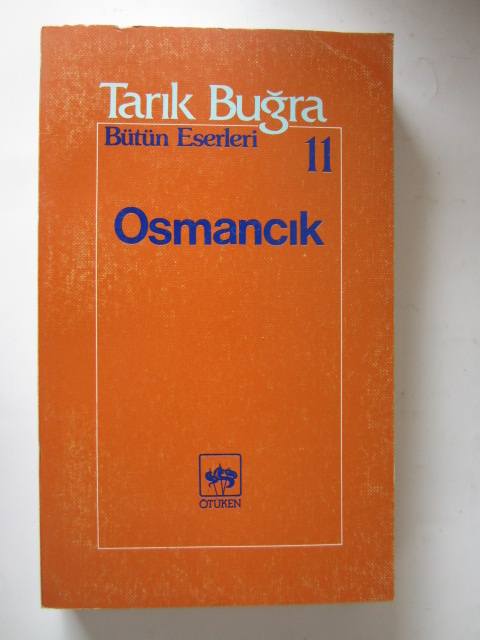 Tarık Buğra
Bütün Eserleri
11
Osmancık
ÖTÜKEN